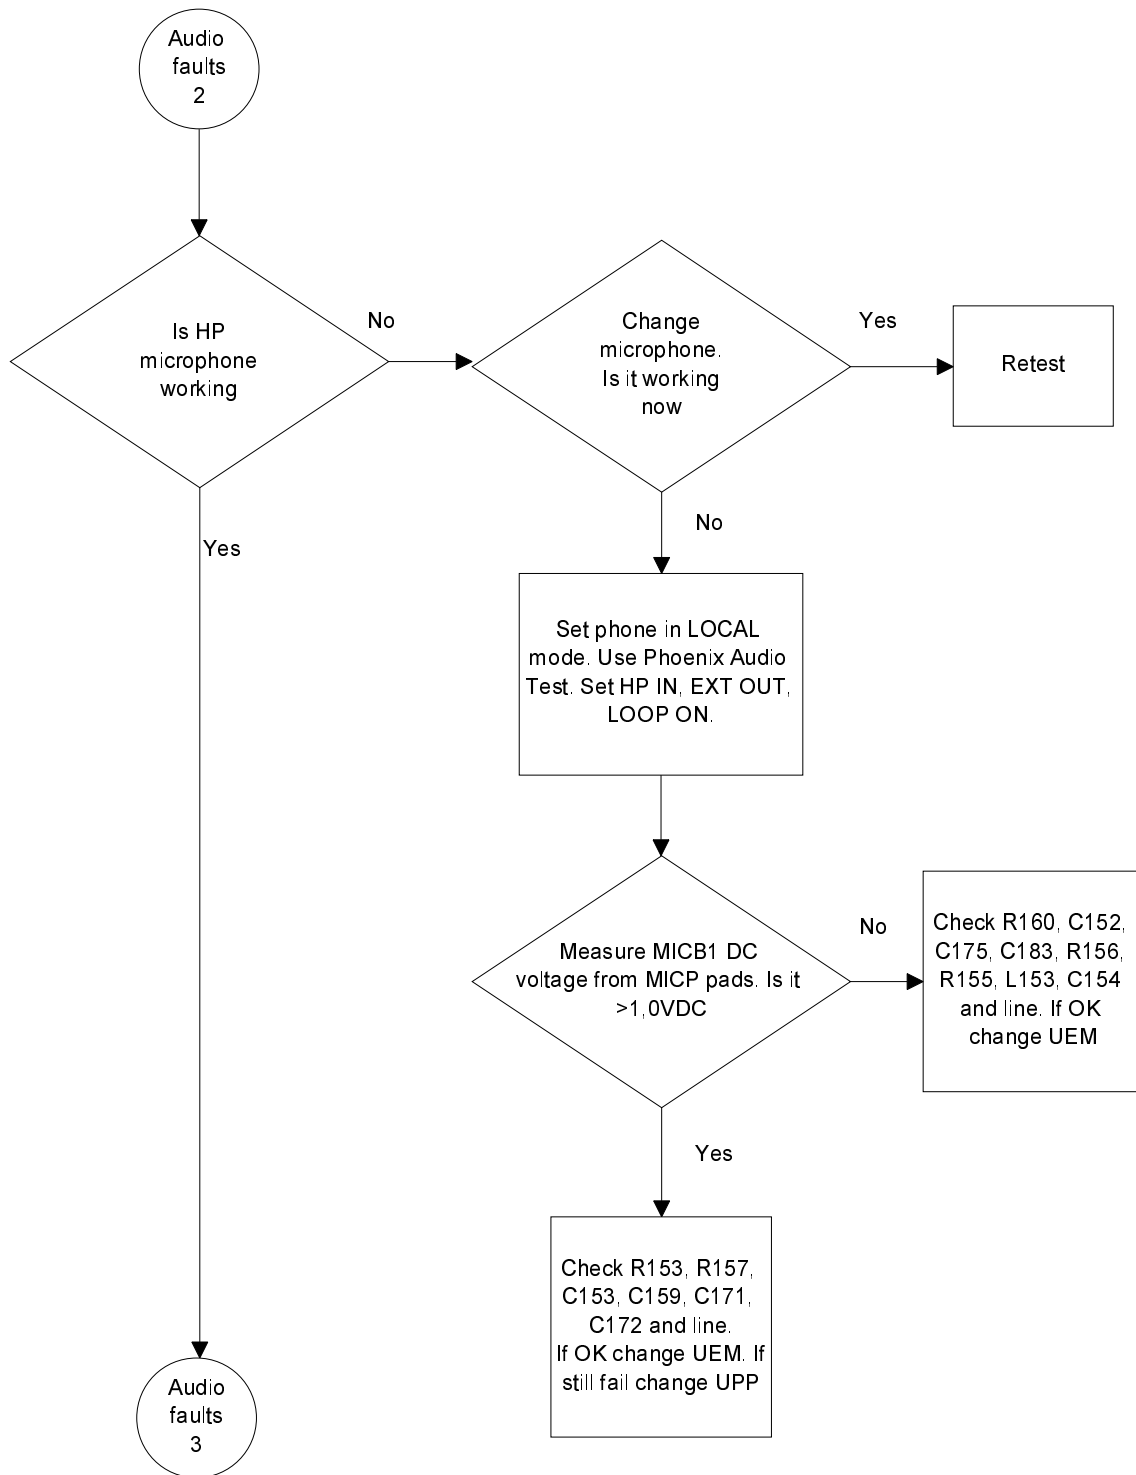 Audio
faults
2
Is HP
microphone
working
No
Change
microphone.
Is it working
now
Yes
Retest
Yes
No
Set phone in LOCAL
mode. Use Phoenix Audio
Test. Set HP IN, EXT OUT,
LOOP ON.
Measure MICB1 DC
voltage from MICP pads. Is it
>1,0VDC
No
Check R160, C152,
C175, C183, R156,
R155, L153, C154
and line. If OK
change UEM
Yes
Check R153, R157,
C153, C159, C171,
C172 and line.
If OK change UEM. If
still fail change UPP
Audio
faults
3